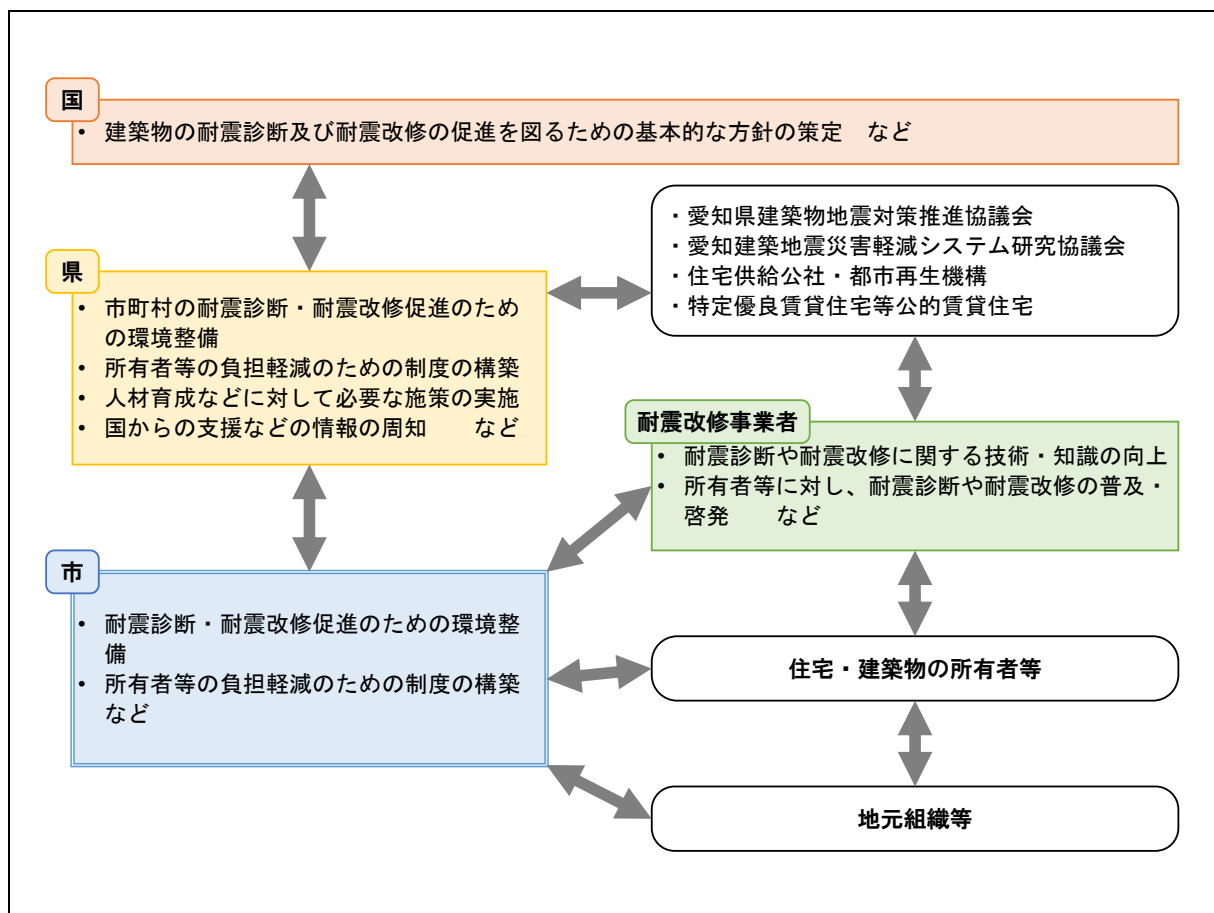 国
• 建築物の耐震診断及び耐震改修の促進を図るための基本的な方針の策定　など
・愛知県建築物地震対策推進協議会
・愛知建築地震災害軽減システム研究協議会
・住宅供給公社・都市再生機構
・特定優良賃貸住宅等公的賃貸住宅
県
• 市町村の耐震診断・耐震改修促進のため
の環境整備
• 所有者等の負担軽減のための制度の構築
• 人材育成などに対して必要な施策の実施
• 国からの支援などの情報の周知　　など
耐震改修事業者
• 耐震診断や耐震改修に関する技術・知識の向上
• 所有者等に対し、耐震診断や耐震改修の普及・
啓発　　など
市
• 耐震診断・耐震改修促進のための環境整
備
• 所有者等の負担軽減のための制度の構築
など
住宅・建築物の所有者等
地元組織等